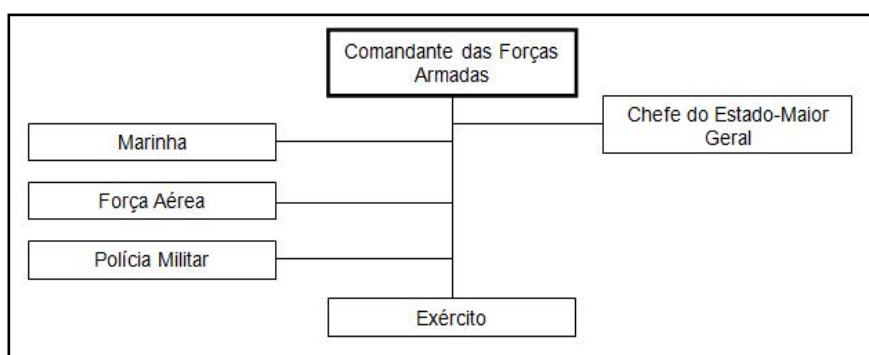 Comandante das Forças
Armadas
Chefe do Estado-Maior
Geral
Marinha
Força Aérea
Polícia Militar
Exército